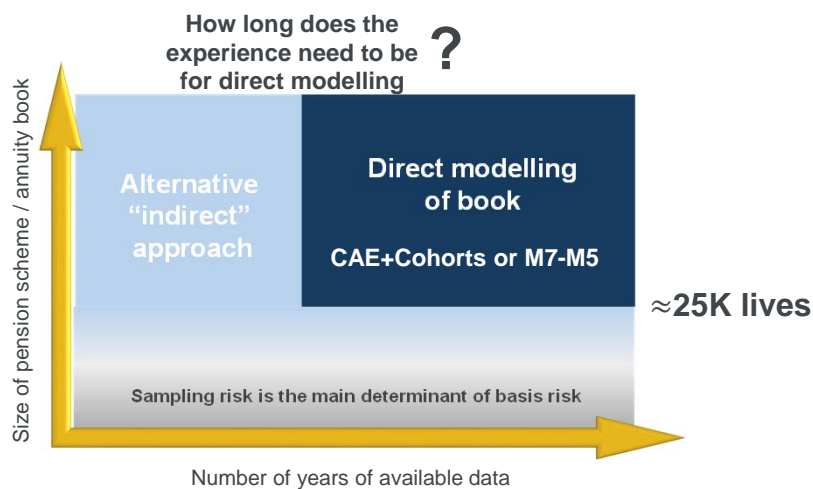 How long does the
experience need to be
for direct modelling
?
Size of pension scheme / annuity book
Alternative
“indirect”
approach
Direct modelling
of book
CAE+Cohorts or M7-M5
≈25K lives
Sampling risk is the main determinant of basis risk
Number of years of available data